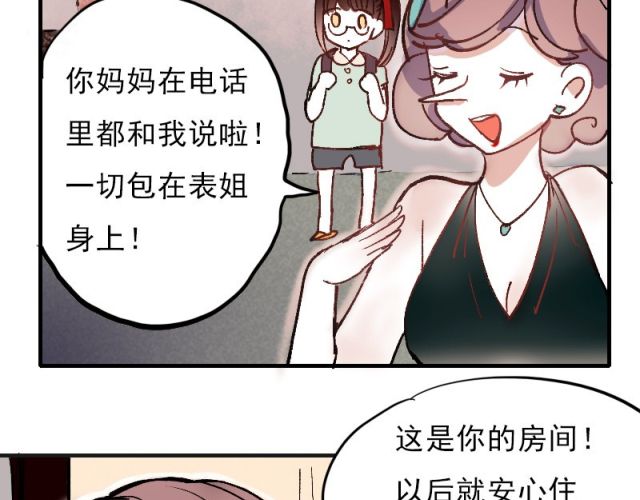 你妈妈在电话
里都和我说啦！
一切包在表姐
身上！
这是你的房间！
以后就安心住